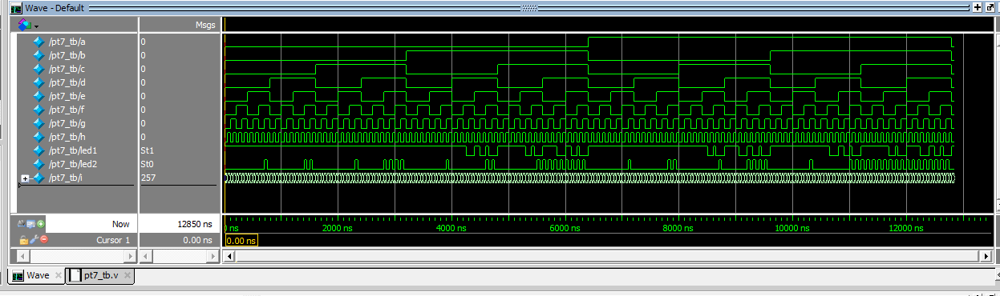 Wave - Default
Msgs
/pt7_tb/a 0
/pt7_tb/b 0
/pt7_tb/c 0
/pt7_tb/d 0
/pt7_tb/e 0
/pt7_tb/f 0
/pt7_tb/g 0
/pt7_tb/h 0
/pt7_tb/led1 St1
/pt7_tb/led2 St0
/pt7_tb/i 257
Now 12850 ns ns 2000 ns 4000 ns 6000 ns 8000 ns 10000 ns 12000 ns
Cursor 1 0.00 ns 0.00 ns
Wave pt7_tb.v